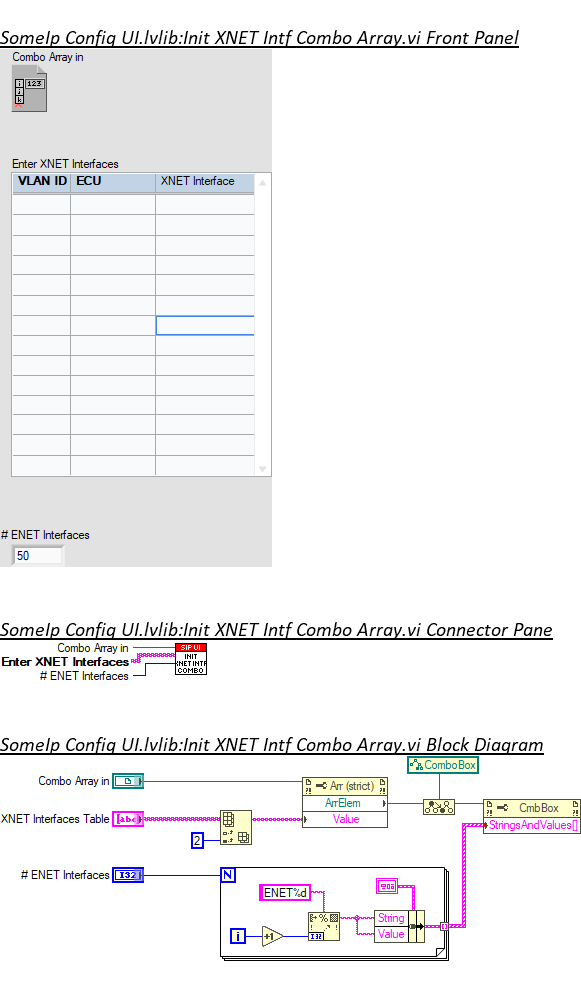 SomeIp Config UI.lvlib:Init XNET Intf Combo Array.vi Front Panel
Combo Array in
i 123
j
k
Enter XNET Interfaces
VLAN ID ECU XNET Interface
# ENET Interfaces
50
SomeIp Config UI.lvlib:Init XNET Intf Combo Array.vi Connector Pane
Combo Array in
Enter XNET Interfaces
# ENET Interfaces
SIP UI
INIT
XNET INTF
COMBO
SomeIp Config UI.lvlib:Init XNET Intf Combo Array.vi Block Diagram
ComboBox
Combo Array in
Arr (strict)
ArrElem
Value
XNET Interfaces Table
abc
2
CmbBox
StringsAndValues[]
# ENET Interfaces
I32
N
ENET%d
i
+1
%
I32
String
Value